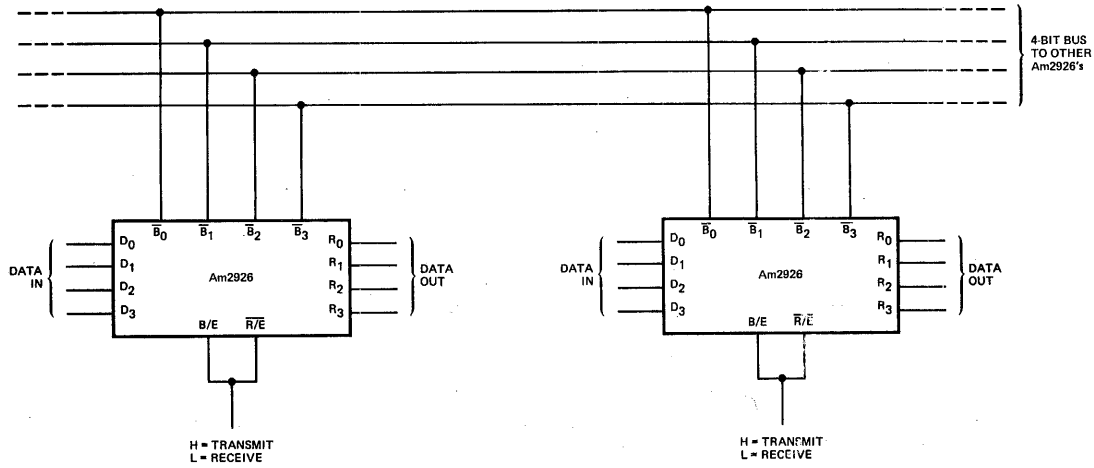 4-BIT BUS
TO OTHER
Am2926's
B̅0 B̅1 B̅2 B̅3
D0
D1
D2
D3
DATA
IN
Am2926
R0
R1
R2
R3
DATA
OUT
B/E R̅/̅E̅
H = TRANSMIT
L = RECEIVE
B̅0 B̅1 B̅2 B̅3
D0
D1
D2
D3
DATA
IN
Am2926
R0
R1
R2
R3
DATA
OUT
B/E R̅/E̅
H = TRANSMIT
L = RECEIVE